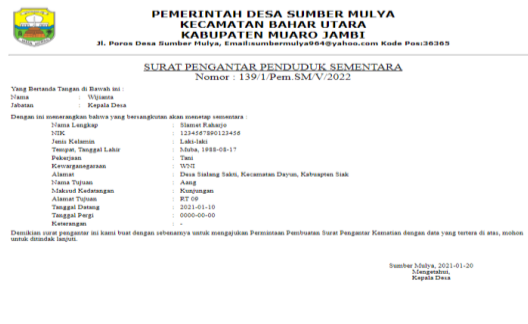 PEMERINTAH DESA SUMBER MULYA
KECAMATAN BAHAR UTARA
KABUPATEN MUARO JAMBI
Jl. Poros Desa Sumber Mulya, Email:sumbermulya964@yahoo.com Kode Pos:36365
SURAT PENGANTAR PENDUDUK SEMENTARA
Nomor : 139/1/Pem.SM/V/2022
Yang Bertanda Tangan di Bawah ini :
Nama : Wijianta
Jabatan : Kepala Desa
Dengan ini menerangkan bahwa yang bersangkutan akan menetap sementara :
Nama Lengkap : Slamat Rakarjo
NIK : 1234567890123456
Jenis Kelamin : Laki-laki
Tempat, Tanggal Lahir : Muba, 1988-08-17
Pekerjaan : Tani
Kewarganegaraan : WNI
Alamat : Desa Sialang Sakti, Kecamatan Dayun, Kabuapten Siak
Nama Tujuan : Aang
Maksud Kedatangan : Kunjungan
Alamat Tujuan : RT 09
Tanggal Datang : 2021-01-10
Tanggal Pergi : 0000-00-00
Keterangan : -
Demikian surat pengantar ini kami buat dengan sebenarnya untuk mengajukan Permintaan Pembuatan Surat Pengantar Kematian dengan data yang tertera di atas, mohon
untuk ditindak lanjuti.
Sumber Mulya, 2021-01-20
Mengetahui,
Kepala Desa